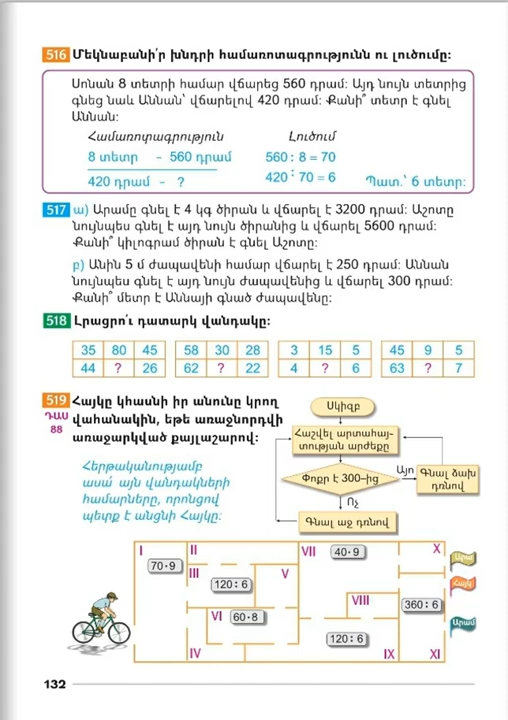 516 Մեկնաբանի՛ր խնդրի համառոտագրությունն ու լուծումը։
Սոնան 8 տետրի համար վճարեց 560 դրամ։ Այդ նույն տետրից
գնեց նաև Աննան՝ վճարելով 420 դրամ։ Քանի՞ տետր է գնել
Աննան։
Համառոտագրություն Լուծում
8 տետր – 560 դրամ 560 : 8 = 70
420 դրամ – ? 420 : 70 = 6 Պատ.՝ 6 տետր։
517 ա) Արամը գնել է 4 կգ ծիրան և վճարել է 3200 դրամ։ Աշոտը
նույնպես գնել է այդ նույն ծիրանից և վճարել 5600 դրամ։
Քանի՞ կիլոգրամ ծիրան է գնել Աշոտը։
բ) Անին 5 մ ժապավենի համար վճարել է 250 դրամ։ Աննան
նույնպես գնել է այդ նույն ժապավենից և վճարել 300 դրամ։
Քանի՞ մետր է Աննայի գնած ժապավենը։
518 Լրացրո՛ւ դատարկ վանդակը։
35 80 45 58 30 28 3 15 5 45 9 5
44 ? 26 62 ? 22 4 ? 6 63 ? 7
519 Հայկը կհասնի իր անունը կրող
ԴԱՍ
88
վահանակին, եթե առաջնորդվի
առաջարկված քայլաշարով։
Հերթականությամբ
ասա՛ այն վանդակների
համարները, որոնցով
պետք է անցնի Հայկը։
Սկիզբ
Հաշվել արտահայ-
տության արժեքը
Փոքր է 300–ից
Այո
Գնալ ձախ
դռնով
Ոչ
Գնալ աջ դռնով
I II VII 40 · 9 X
70 · 9 III 120 : 6 V
VI 60 · 8 VIII 360 : 6
IV 120 : 6 IX XI
Արա
Հայկ
Արամ
132